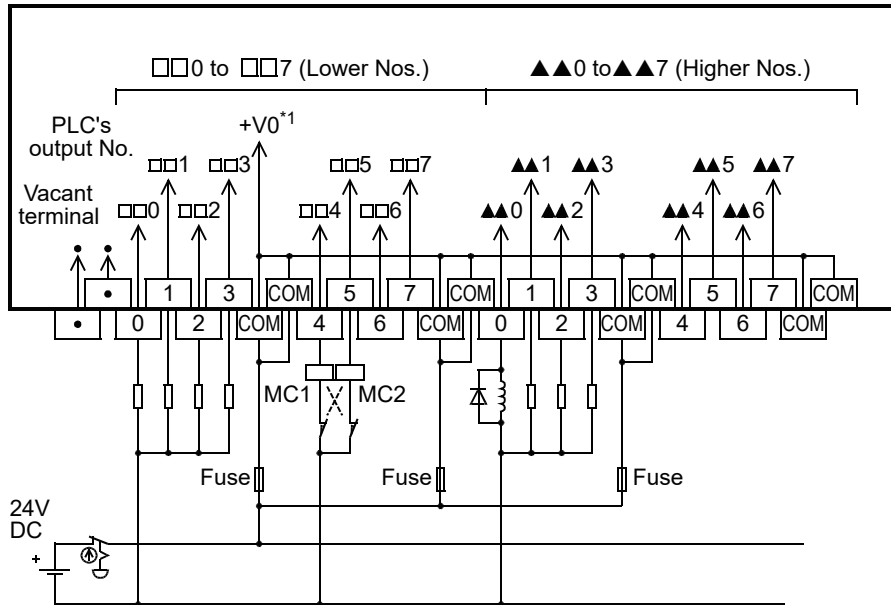 □□0 to □□7 (Lower Nos.) ▲▲0 to▲▲7 (Higher Nos.)
PLC's
output No.
+V0*1
□□1 □□3 □□5 □□7 ▲▲1 ▲▲3 ▲▲5 ▲▲7
Vacant
terminal
□□0 □□2 □□4 □□6 ▲▲0 ▲▲2 ▲▲4 ▲▲6
• 1 3 COM 5 7 COM 1 3 COM 5 7 COM
• 0 2 COM 4 6 COM 0 2 COM 4 6 COM
MC1 MC2
Fuse Fuse Fuse
24V
DC
+